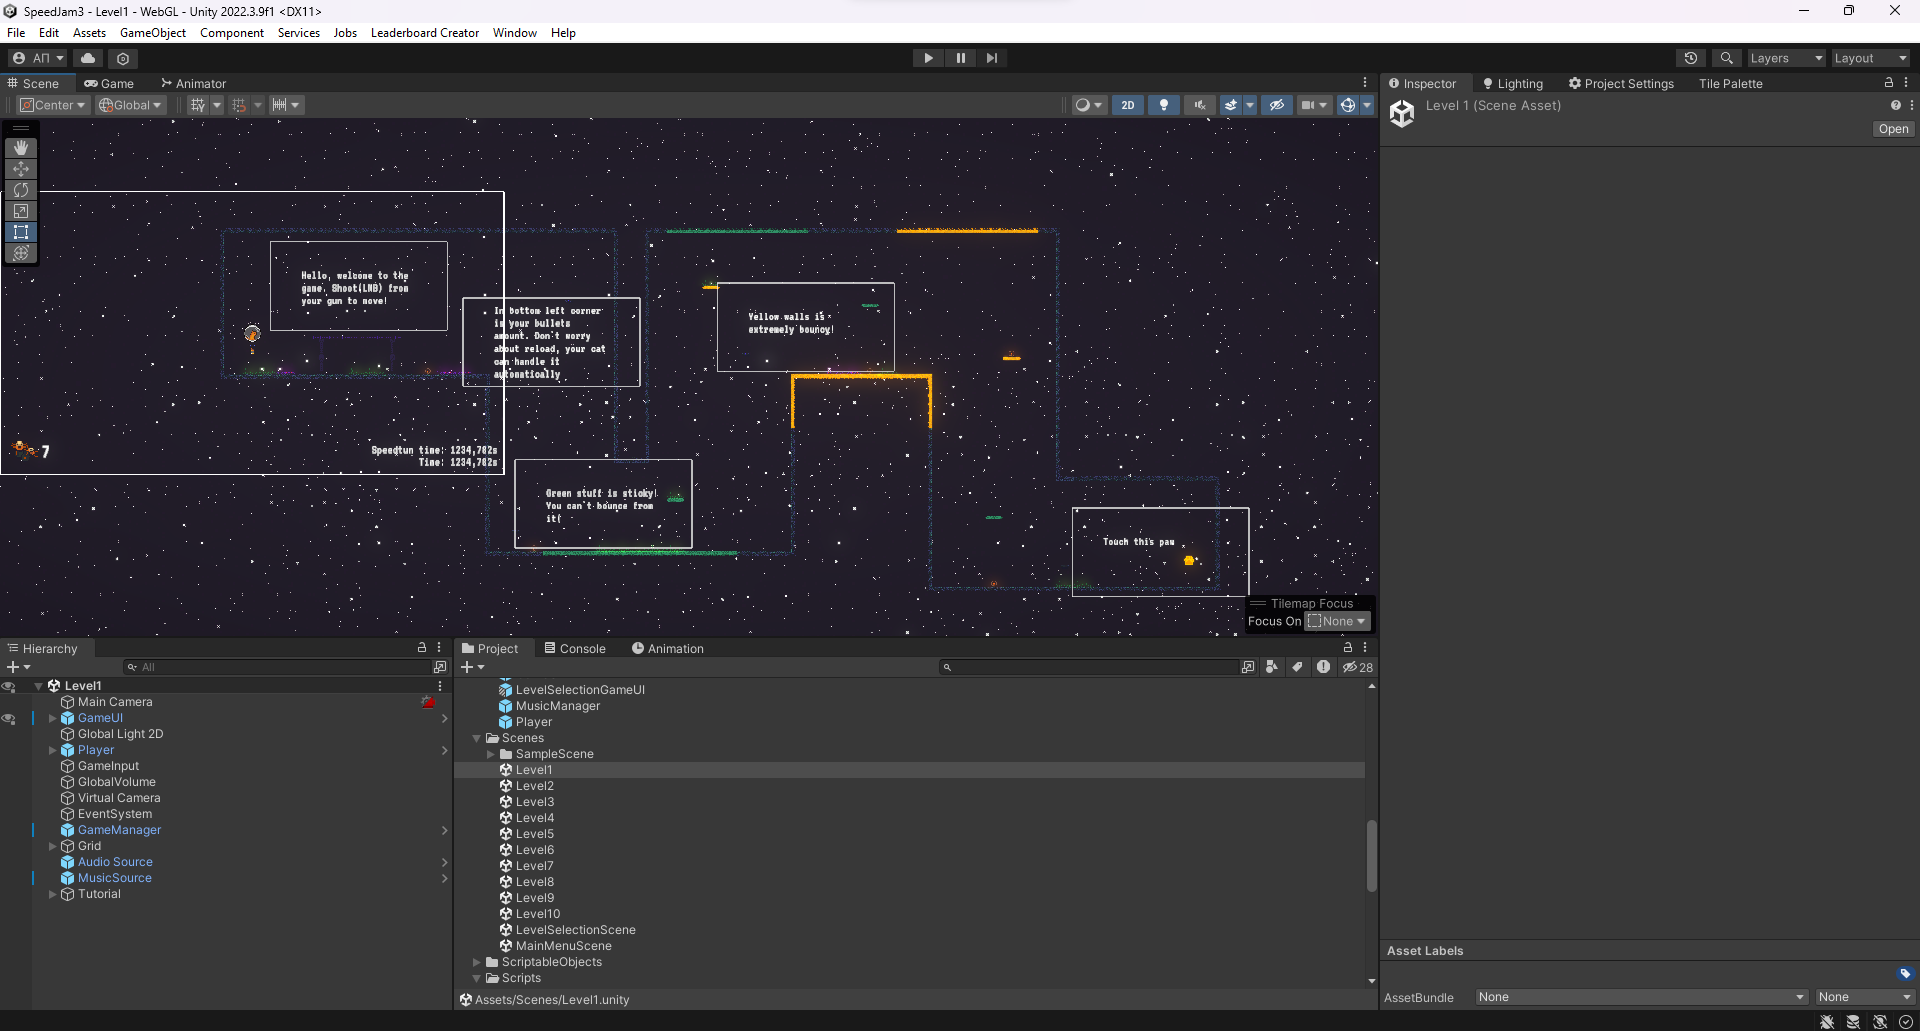 SpeedJam3 - Level1 - WebGL - Unity 2022.3.9f1 <DX11>
File Edit Assets GameObject Component Services Jobs Leaderboard Creator Window Help
АП
Layers
Layout
Scene
Game
Animator
Center
Global
2D
Hello, welcome to the
game. Shoot(LMB) from
your gun to move!
In bottom left corner
is your bullets
amount. Don't worry
about reload, your cat
can handle it
automatically
Yellow walls is
extremely bouncy!
7
Speedrun time: 1234,782s
Time: 1234,782s
Green stuff is sticky!
You can't bounce from
it(
Touch this paw
Tilemap Focus
Focus On None
Inspector
Lighting
Project Settings
Tile Palette
Level 1 (Scene Asset)
Open
Hierarchy
All
Level1
Main Camera
GameUI
Global Light 2D
Player
GameInput
GlobalVolume
Virtual Camera
EventSystem
GameManager
Grid
Audio Source
MusicSource
Tutorial
Project
Console
Animation
28
LevelSelectionGameUI
MusicManager
Player
Scenes
SampleScene
Level1
Level2
Level3
Level4
Level5
Level6
Level7
Level8
Level9
Level10
LevelSelectionScene
MainMenuScene
ScriptableObjects
Scripts
Assets/Scenes/Level1.unity
Asset Labels
AssetBundle
None
None